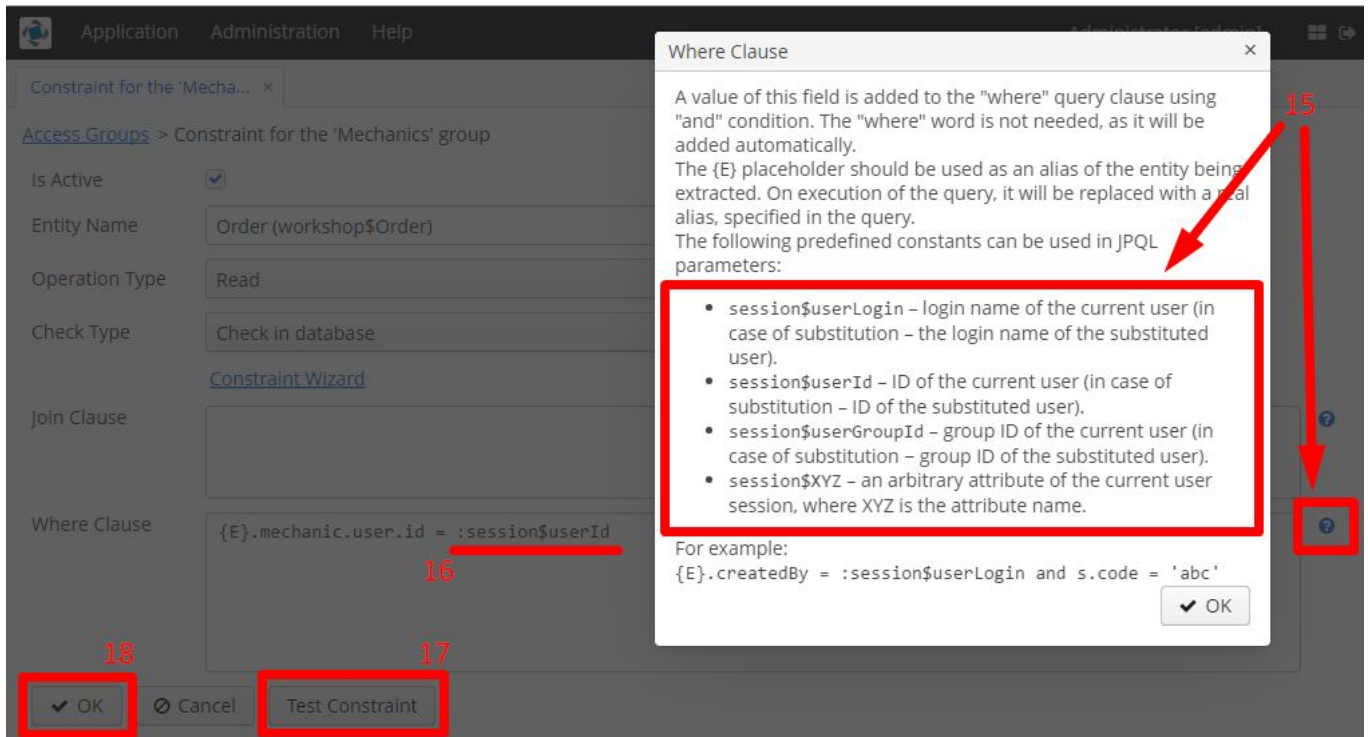 Application Administration Help
Administrator [admin]
Constraint for the 'Mecha... ×
Access Groups > Constraint for the 'Mechanics' group
Is Active
Entity Name
Order (workshop$Order)
Operation Type
Read
Check Type
Check in database
Constraint Wizard
Join Clause
?
Where Clause
{E}.mechanic.user.id = :session$userId
?
16
18
17
OK
Cancel
Test Constraint
Where Clause ×
A value of this field is added to the "where" query clause using
"and" condition. The "where" word is not needed, as it will be
added automatically.
The {E} placeholder should be used as an alias of the entity being
extracted. On execution of the query, it will be replaced with a real
alias, specified in the query.
The following predefined constants can be used in JPQL
parameters:
• session$userLogin – login name of the current user (in
case of substitution – the login name of the substituted
user).
• session$userId – ID of the current user (in case of
substitution – ID of the substituted user).
• session$userGroupId – group ID of the current user (in
case of substitution – group ID of the substituted user).
• session$XYZ – an arbitrary attribute of the current user
session, where XYZ is the attribute name.
For example:
{E}.createdBy = :session$userLogin and s.code = 'abc'
OK
15